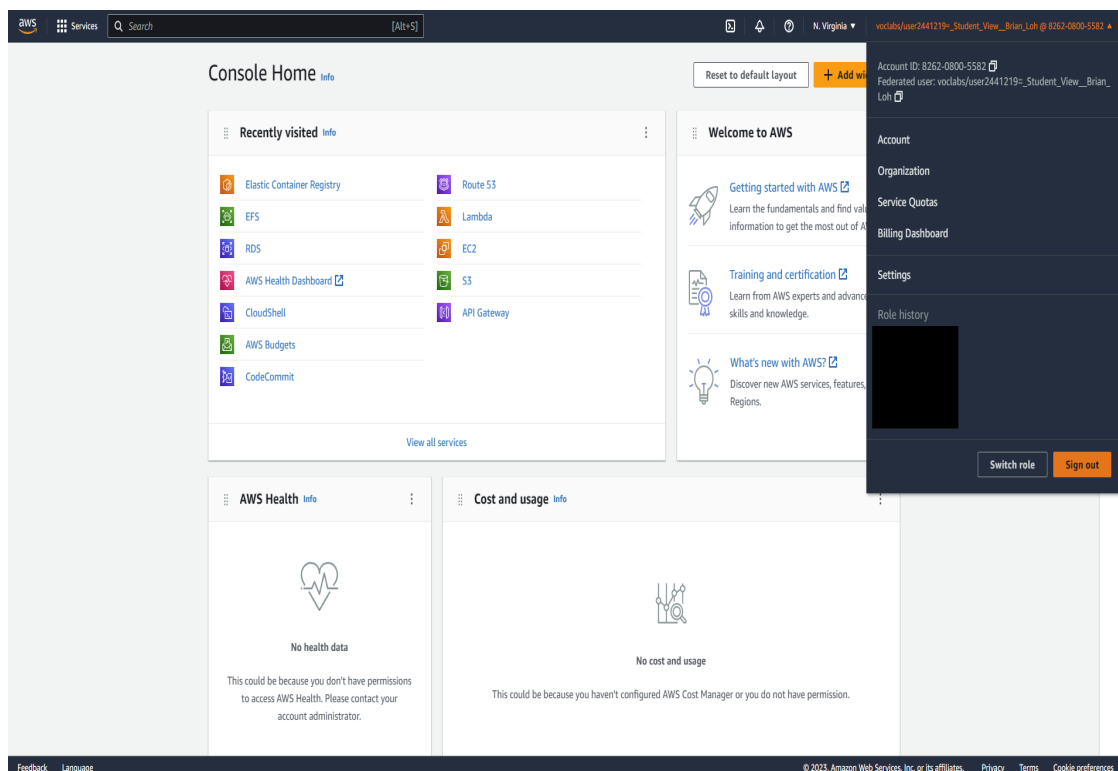 aws Services Search [Alt+S] N. Virginia voclabs/user2441219=_Student_View__Brian_Loh @ 8262-0800-5582
Account ID: 8262-0800-5582
Federated user: voclabs/user2441219=_Student_View__Brian_
Loh
Account
Organization
Service Quotas
Billing Dashboard
Settings
Role history
Switch role Sign out
Console Home Info
Reset to default layout + Add wi
Recently visited Info
Elastic Container Registry
EFS
RDS
AWS Health Dashboard
CloudShell
AWS Budgets
CodeCommit
Route 53
Lambda
EC2
S3
API Gateway
View all services
Welcome to AWS
Getting started with AWS
Learn the fundamentals and find val
information to get the most out of A
Training and certification
Learn from AWS experts and advance
skills and knowledge.
What's new with AWS?
Discover new AWS services, features,
Regions.
AWS Health Info
No health data
This could be because you don't have permissions
to access AWS Health. Please contact your
account administrator.
Cost and usage Info
No cost and usage
This could be because you haven't configured AWS Cost Manager or you do not have permission.
Feedback Language © 2023, Amazon Web Services, Inc. or its affiliates. Privacy Terms Cookie preferences